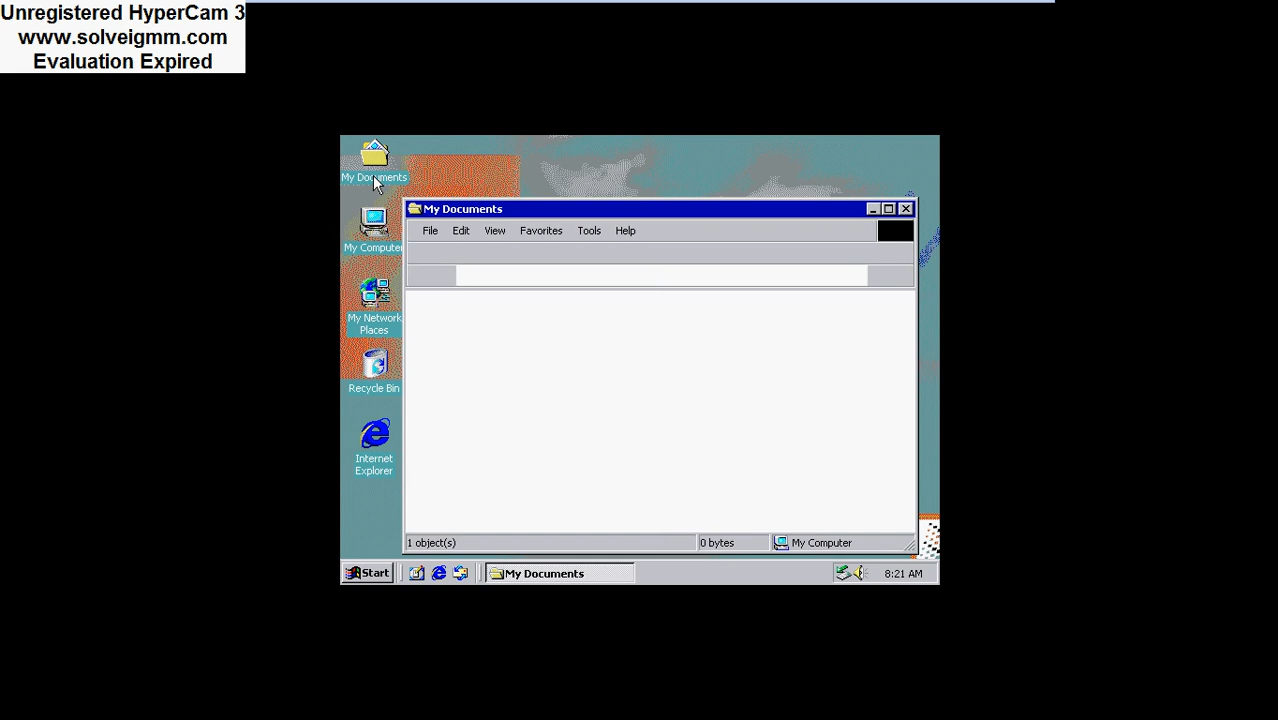 Unregistered HyperCam 3
www.solveigmm.com
Evaluation Expired
My Documents
My Computer
My Network
Places
Recycle Bin
Internet
Explorer
My Documents
File Edit View Favorites Tools Help
1 object(s) 0 bytes My Computer
Start My Documents 8:21 AM